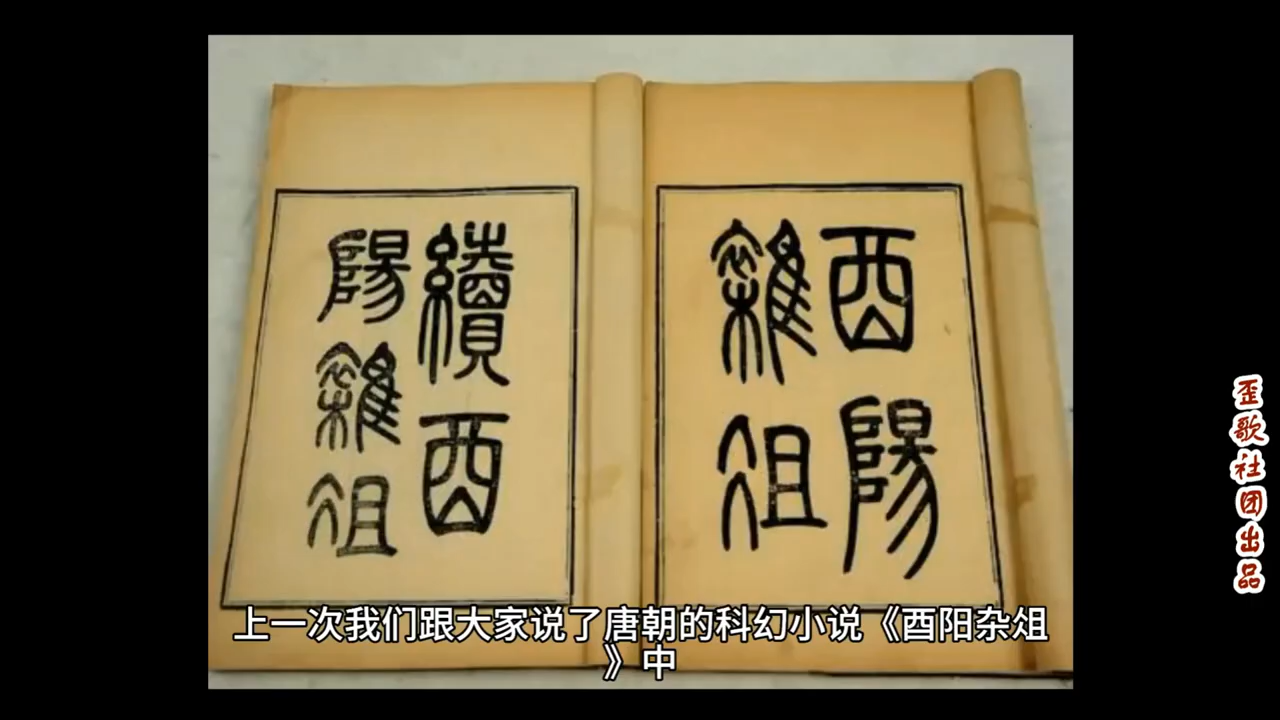 酉陽
雜俎
續酉
陽雜俎
上一次我们跟大家说了唐朝的科幻小说《酉阳杂俎
》中
歪歌社团出品